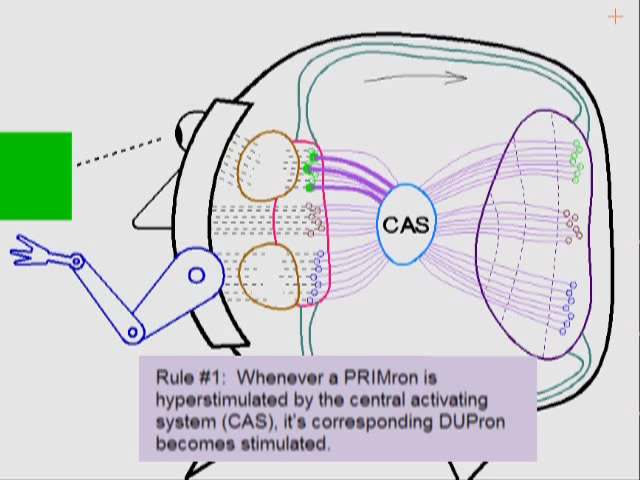 CAS
Rule #1:  Whenever a PRIMron is
hyperstimulated by the central activating
system (CAS), it's corresponding DUPron
becomes stimulated.